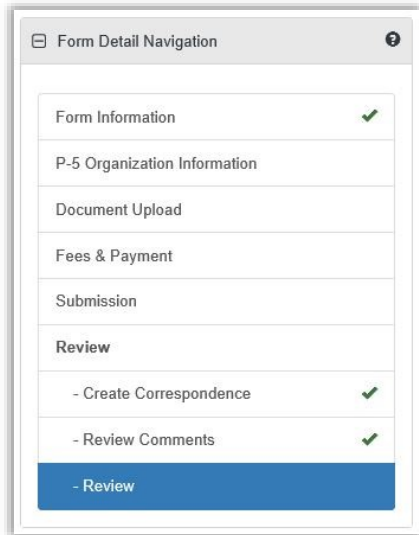 Form Detail Navigation
Form Information
P-5 Organization Information
Document Upload
Fees & Payment
Submission
Review
- Create Correspondence
- Review Comments
- Review